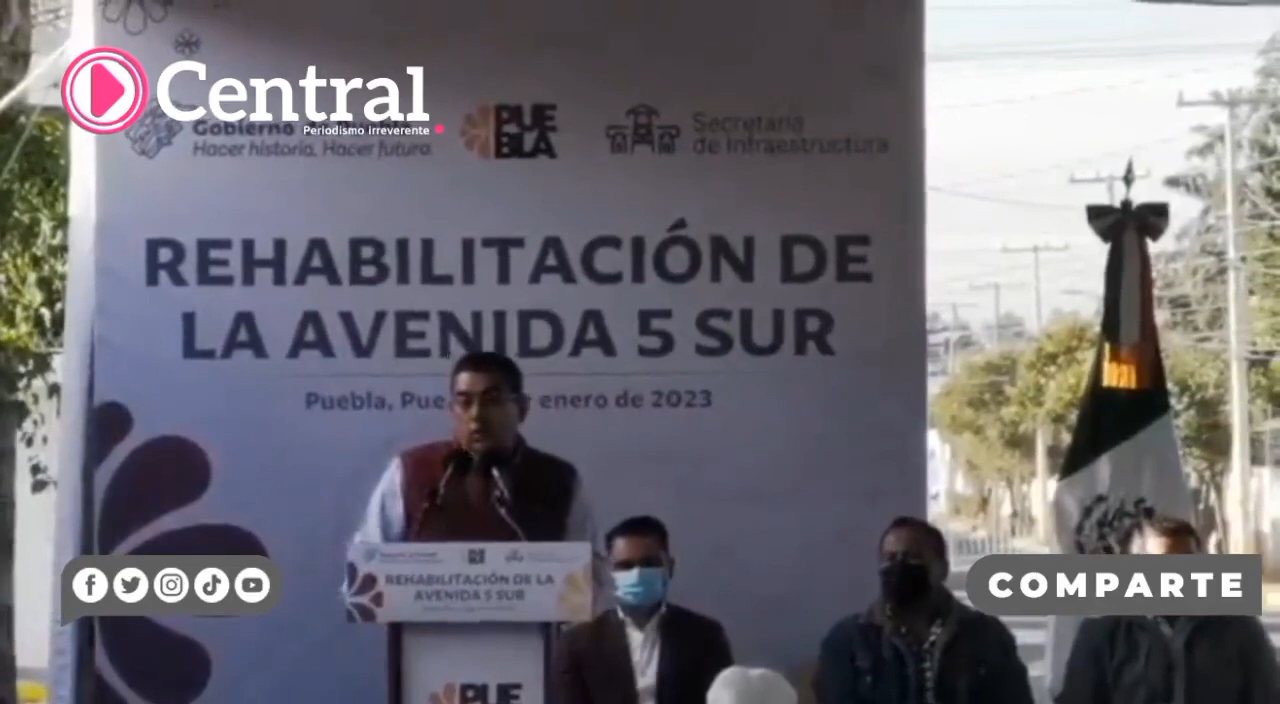 Central
Periodismo Irreverente
Gobierno
Hacer historia. Hacer futuro.
PUE
BLA
Secretaría
de Infraestructura
REHABILITACIÓN DE
LA AVENIDA 5 SUR
Puebla, Pue. enero de 2023
REHABILITACIÓN DE LA
AVENIDA 5 SUR
PUE
COMPARTE